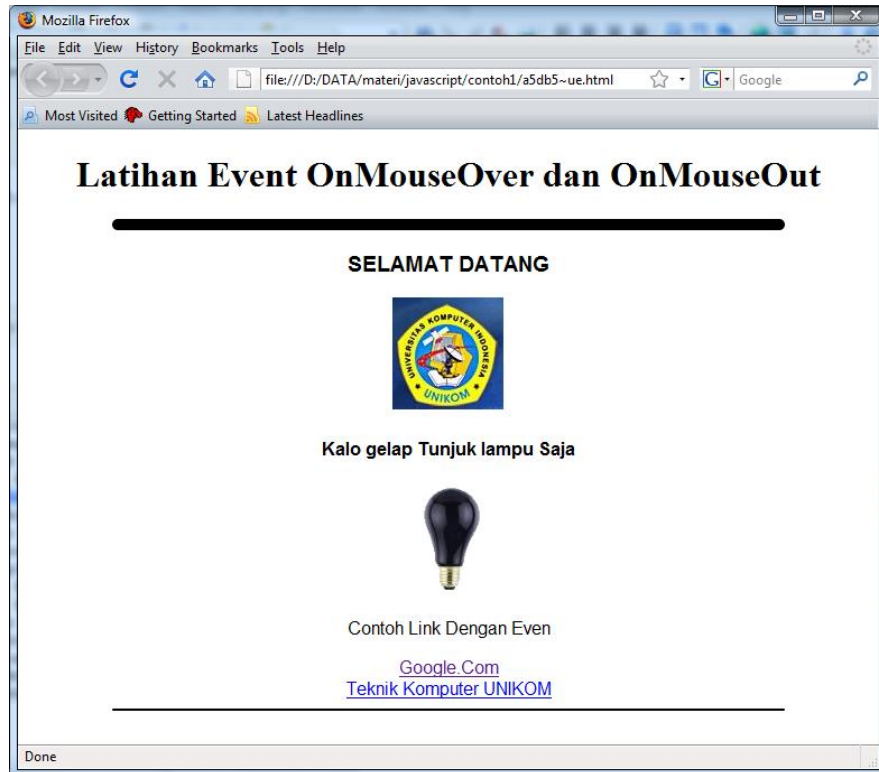 Mozilla Firefox
File Edit View History Bookmarks Tools Help
file:///D:/DATA/materi/javascript/contoh1/a5db5~ue.html
G Google
Most Visited Getting Started Latest Headlines
Latihan Event OnMouseOver dan OnMouseOut
SELAMAT DATANG
UNIVERSITAS KOMPUTER INDONESIA
UNIKOM
Kalo gelap Tunjuk lampu Saja
Contoh Link Dengan Even
Google.Com
Teknik Komputer UNIKOM
Done